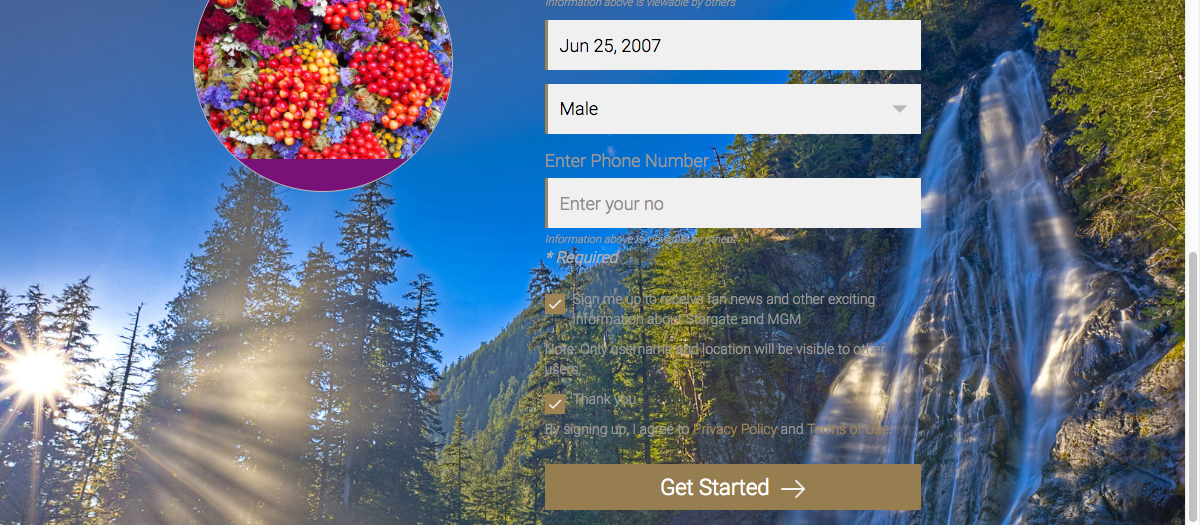 Information above is viewable by others
Jun 25, 2007
Male
Enter Phone Number
Enter your no
Information above is viewable by others
* Required
Sign me up to receive fan news and other exciting
information about Stargate and MGM
Note: Only username and location will be visible to other
users.
Thank you
By signing up, I agree to Privacy Policy and Terms of Use
Get Started